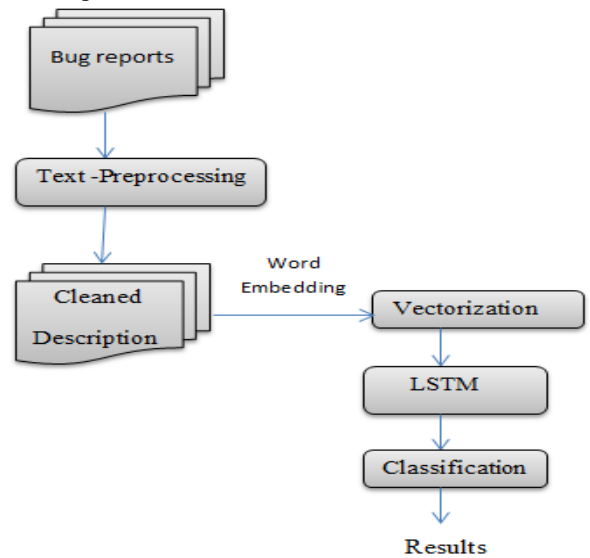 Bug reports
Text -Preprocessing
Cleaned
Description
Word
Embedding
Vectorization
LSTM
Classification
Results